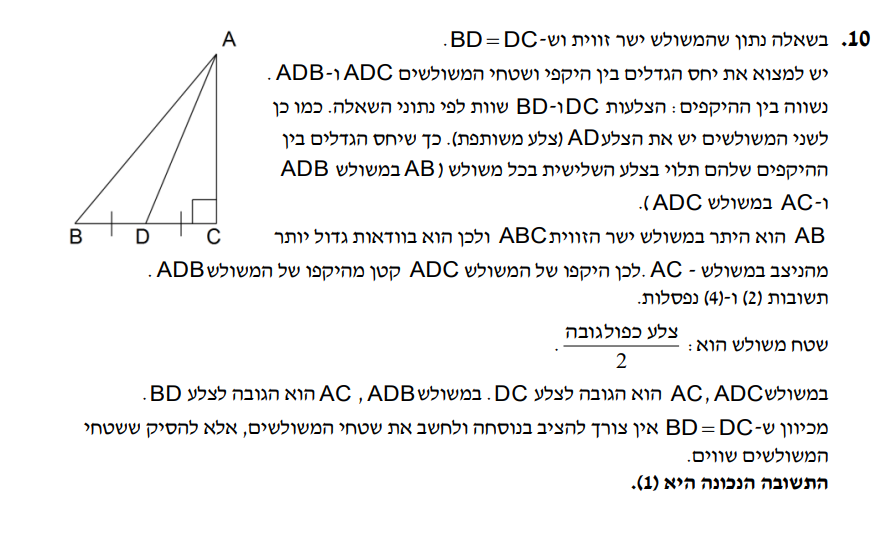 10. בשאלה נתון שהמשולש ישר זווית וש-BD = DC.
יש למצוא את יחס הגדלים בין היקפי ושטחי המשולשים ADC ו-ADB.
נשווה בין ההיקפים: הצלעות DC ו-BD שוות לפי נתוני השאלה. כמו כן
לשני המשולשים יש את הצלע AD (צלע משותפת). כך שיחס הגדלים בין
ההיקפים שלהם תלוי בצלע השלישית בכל משולש (AB במשולש ADB
ו-AC במשולש ADC).
AB הוא היתר במשולש ישר הזווית ABC ולכן הוא בוודאות גדול יותר
מהניצב במשולש - AC. לכן היקפו של המשולש ADC קטן מהיקפו של המשולש ADB.
תשובות (2) ו-(4) נפסלות.
שטח משולש הוא: צלע כפול גובה / 2.
במשולש ADC, AC הוא הגובה לצלע DC. במשולש ADB, AC הוא הגובה לצלע BD.
מכיוון ש-BD = DC אין צורך להציב בנוסחה ולחשב את שטחי המשולשים, אלא להסיק ששטחי
המשולשים שווים.
התשובה הנכונה היא (1).
A
B D C